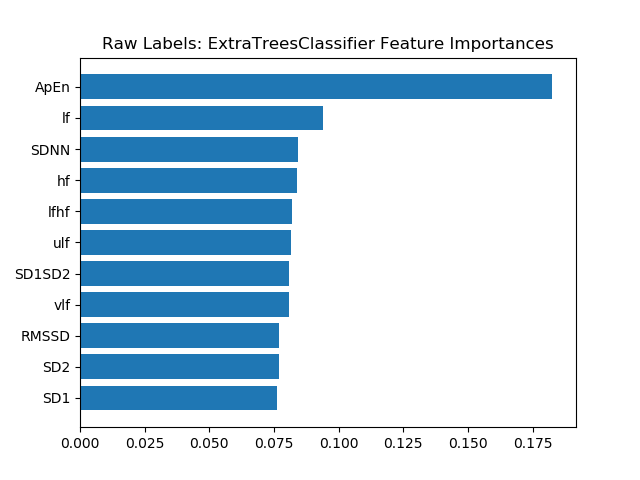 Raw Labels: ExtraTreesClassifier Feature Importances
ApEn
lf
SDNN
hf
lfhf
ulf
SD1SD2
vlf
RMSSD
SD2
SD1
0.000 0.025 0.050 0.075 0.100 0.125 0.150 0.175